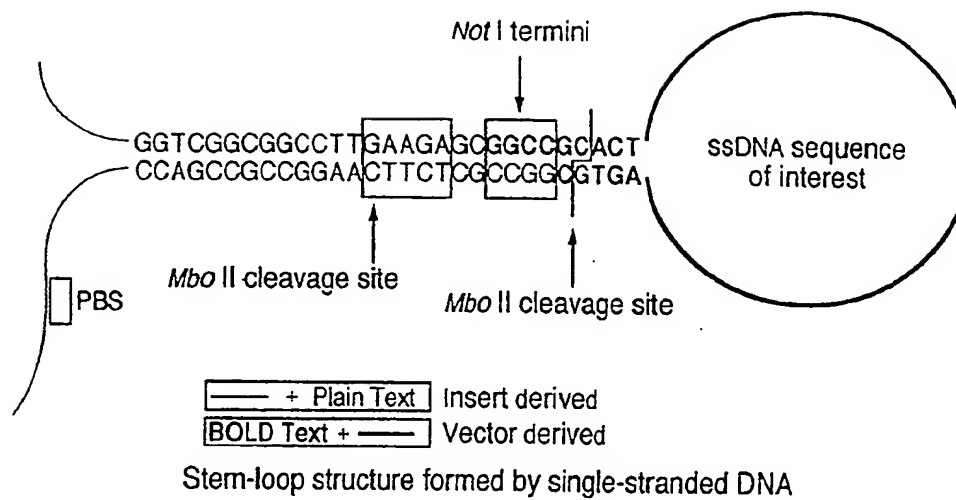 Not I termini
GGTCGGCGGCCTTGAAGAGCGGCCGCACT
CCAGCCGCCGGAACTTCTCGCCGGCGTGA
ssDNA sequence
of interest
Mbo II cleavage site
Mbo II cleavage site
PBS
+ Plain Text Insert derived
BOLD Text + Vector derived
Stem-loop structure formed by single-stranded DNA